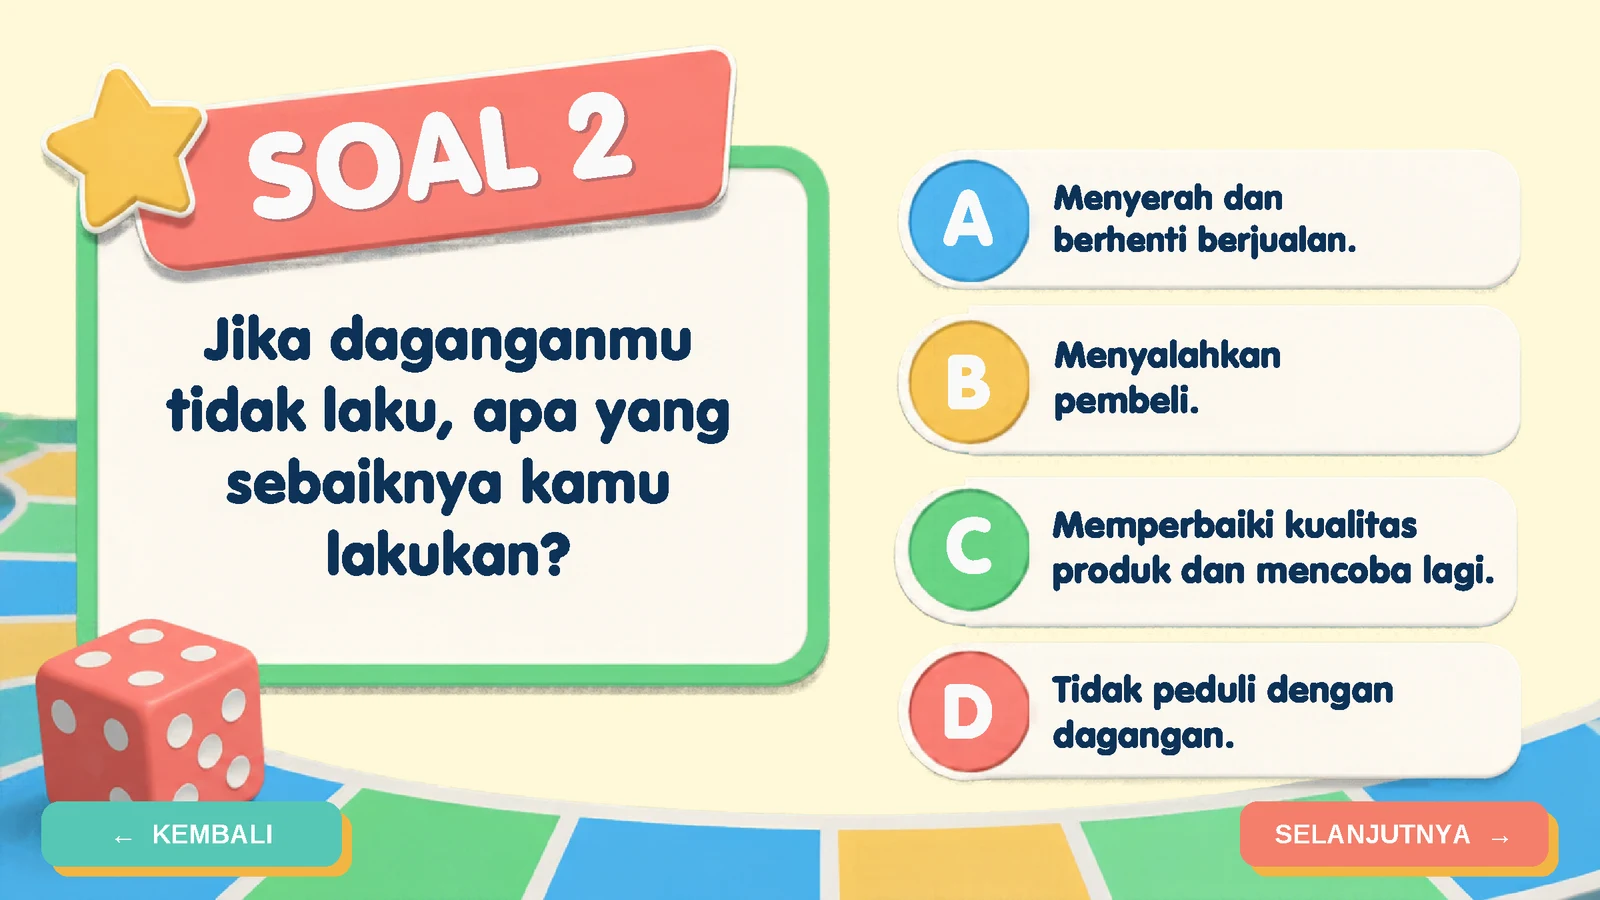 SOAL 2
Jika daganganmu
tidak laku, apa yang
sebaiknya kamu
lakukan?
A
Menyerah dan
berhenti berjualan.
B
Menyalahkan
pembeli.
C
Memperbaiki kualitas
produk dan mencoba lagi.
D
Tidak peduli dengan
dagangan.
← KEMBALI
SELANJUTNYA →